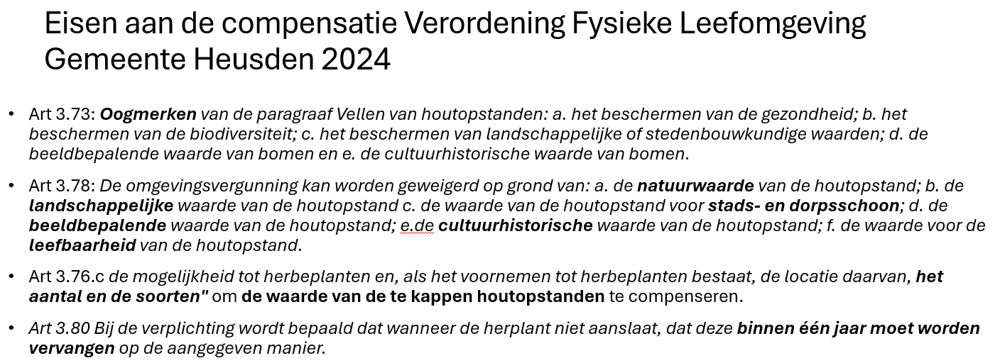 Eisen aan de compensatie Verordening Fysieke Leefomgeving
Gemeente Heusden 2024
• Art 3.73: Oogmerken van de paragraaf Vellen van houtopstanden: a. het beschermen van de gezondheid; b. het
beschermen van de biodiversiteit; c. het beschermen van landschappelijke of stedenbouwkundige waarden; d. de
beeldbepalende waarde van bomen en e. de cultuurhistorische waarde van bomen.
• Art 3.78: De omgevingsvergunning kan worden geweigerd op grond van: a. de natuurwaarde van de houtopstand; b. de
landschappelijke waarde van de houtopstand c. de waarde van de houtopstand voor stads- en dorpsschoon; d. de
beeldbepalende waarde van de houtopstand; e.de cultuurhistorische waarde van de houtopstand; f. de waarde voor de
leefbaarheid van de houtopstand.
• Art 3.76.c de mogelijkheid tot herbeplanten en, als het voornemen tot herbeplanten bestaat, de locatie daarvan, het
aantal en de soorten" om de waarde van de te kappen houtopstanden te compenseren.
• Art 3.80 Bij de verplichting wordt bepaald dat wanneer de herplant niet aanslaat, dat deze binnen één jaar moet worden
vervangen op de aangegeven manier.